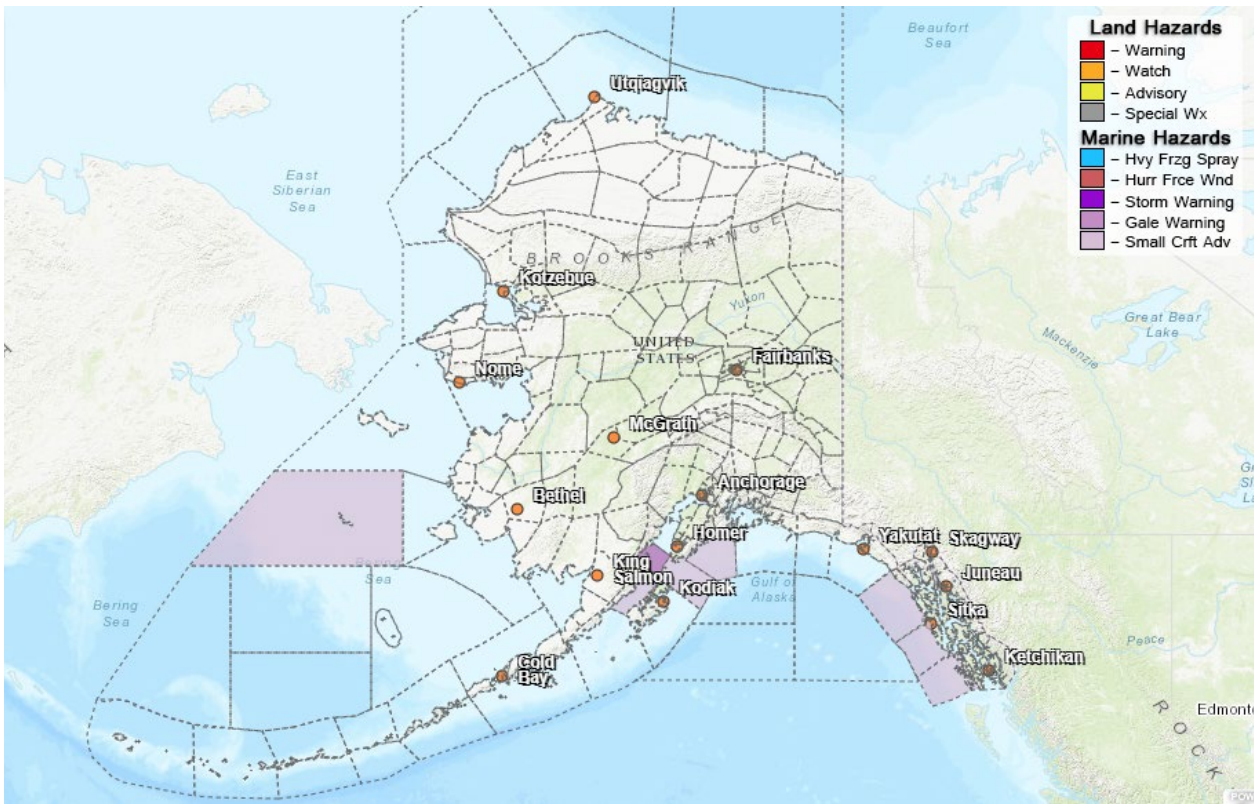 Land Hazards
– Warning
– Watch
– Advisory
– Special Wx
Marine Hazards
– Hvy Frzg Spray
– Hurr Frce Wnd
– Storm Warning
– Gale Warning
– Small Crft Adv
Beaufort
Sea
Utqiagvik
East
Siberian
Sea
BROOKS RANGE
Kotzebue
Yukon
Great Bear
Lake
Mackenzie
UNITED
STATES
Fairbanks
Nome
McGrath
Anchorage
Bethel
Homer
Yakutat
Skagway
King
Salmon
Juneau
Kodiak
Gulf of
Alaska
Sea
Bering
Sea
Sitka
Peace
Ketchikan
Cold
Bay
Edmonto
ROCK